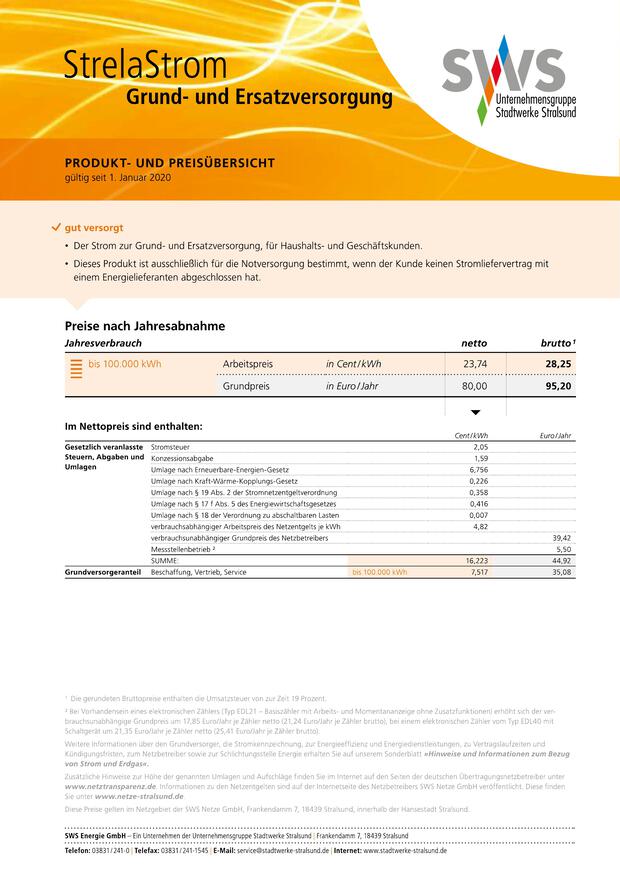 StrelaStrom
Grund- und Ersatzversorgung
SWS
Unternehmensgruppe
Stadtwerke Stralsund
PRODUKT- UND PREISÜBERSICHT
gültig seit 1. Januar 2020
gut versorgt
• Der Strom zur Grund- und Ersatzversorgung, für Haushalts- und Geschäftskunden.
• Dieses Produkt ist ausschließlich für die Notversorgung bestimmt, wenn der Kunde keinen Stromliefervertrag mit
einem Energielieferanten abgeschlossen hat.
Preise nach Jahresabnahme
Jahresverbrauch netto brutto¹
bis 100.000 kWh Arbeitspreis in Cent/kWh 23,74 28,25
Grundpreis in Euro/Jahr 80,00 95,20
Im Nettopreis sind enthalten:
Cent/kWh Euro/Jahr
Gesetzlich veranlasste Stromsteuer 2,05
Steuern, Abgaben und Konzessionsabgabe 1,59
Umlagen Umlage nach Erneuerbare-Energien-Gesetz 6,756
Umlage nach Kraft-Wärme-Kopplungs-Gesetz 0,226
Umlage nach § 19 Abs. 2 der Stromnetzentgeltverordnung 0,358
Umlage nach § 17 f Abs. 5 des Energiewirtschaftsgesetzes 0,416
Umlage nach § 18 der Verordnung zu abschaltbaren Lasten 0,007
verbrauchsabhängiger Arbeitspreis des Netzentgelts je kWh 4,82
verbrauchsunabhängiger Grundpreis des Netzbetreibers 39,42
Messstellenbetrieb ² 5,50
SUMME: 16,223 44,92
Grundversorgeranteil Beschaffung, Vertrieb, Service bis 100.000 kWh 7,517 35,08
¹ Die gerundeten Bruttopreise enthalten die Umsatzsteuer von zur Zeit 19 Prozent.
² Bei Vorhandensein eines elektronischen Zählers (Typ EDL21 – Basiszähler mit Arbeits- und Momentananzeige ohne Zusatzfunktionen) erhöht sich der ver-
brauchsunabhängige Grundpreis um 17,85 Euro/Jahr je Zähler netto (21,24 Euro/Jahr je Zähler brutto), bei einem elektronischen Zähler vom Typ EDL40 mit
Schaltgerät um 21,35 Euro/Jahr je Zähler netto (25,41 Euro/Jahr je Zähler brutto).
Weitere Informationen über den Grundversorger, die Stromkennzeichnung, zur Energieeffizienz und Energiedienstleistungen, zu Vertragslaufzeiten und
Kündigungsfristen, zum Netzbetreiber sowie zur Schlichtungsstelle Energie erhalten Sie auf unserem Sonderblatt »Hinweise und Informationen zum Bezug
von Strom und Erdgas«.
Zusätzliche Hinweise zur Höhe der genannten Umlagen und Aufschläge finden Sie im Internet auf den Seiten der deutschen Übertragungsnetzbetreiber unter
www.netztransparenz.de. Informationen zu den Netzentgelten sind auf der Internetseite des Netzbetreibers SWS Netze GmbH veröffentlicht. Diese finden
Sie unter www.netze-stralsund.de.
Diese Preise gelten im Netzgebiet der SWS Netze GmbH, Frankendamm 7, 18439 Stralsund, innerhalb der Hansestadt Stralsund.
SWS Energie GmbH – Ein Unternehmen der Unternehmensgruppe Stadtwerke Stralsund | Frankendamm 7, 18439 Stralsund
Telefon: 03831/241-0 | Telefax: 03831/241-1545 | E-Mail: service@stadtwerke-stralsund.de | Internet: www.stadtwerke-stralsund.de